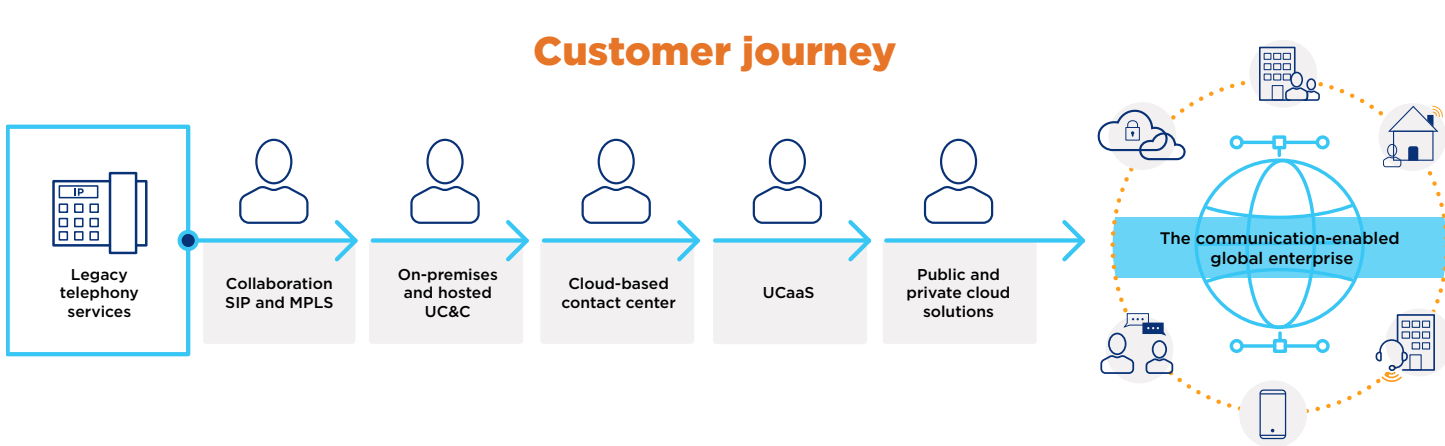 Customer journey
IP
Legacy
telephony
services
Collaboration
SIP and MPLS
On-premises
and hosted
UC&C
Cloud-based
contact center
UCaaS
Public and
private cloud
solutions
The communication-enabled
global enterprise